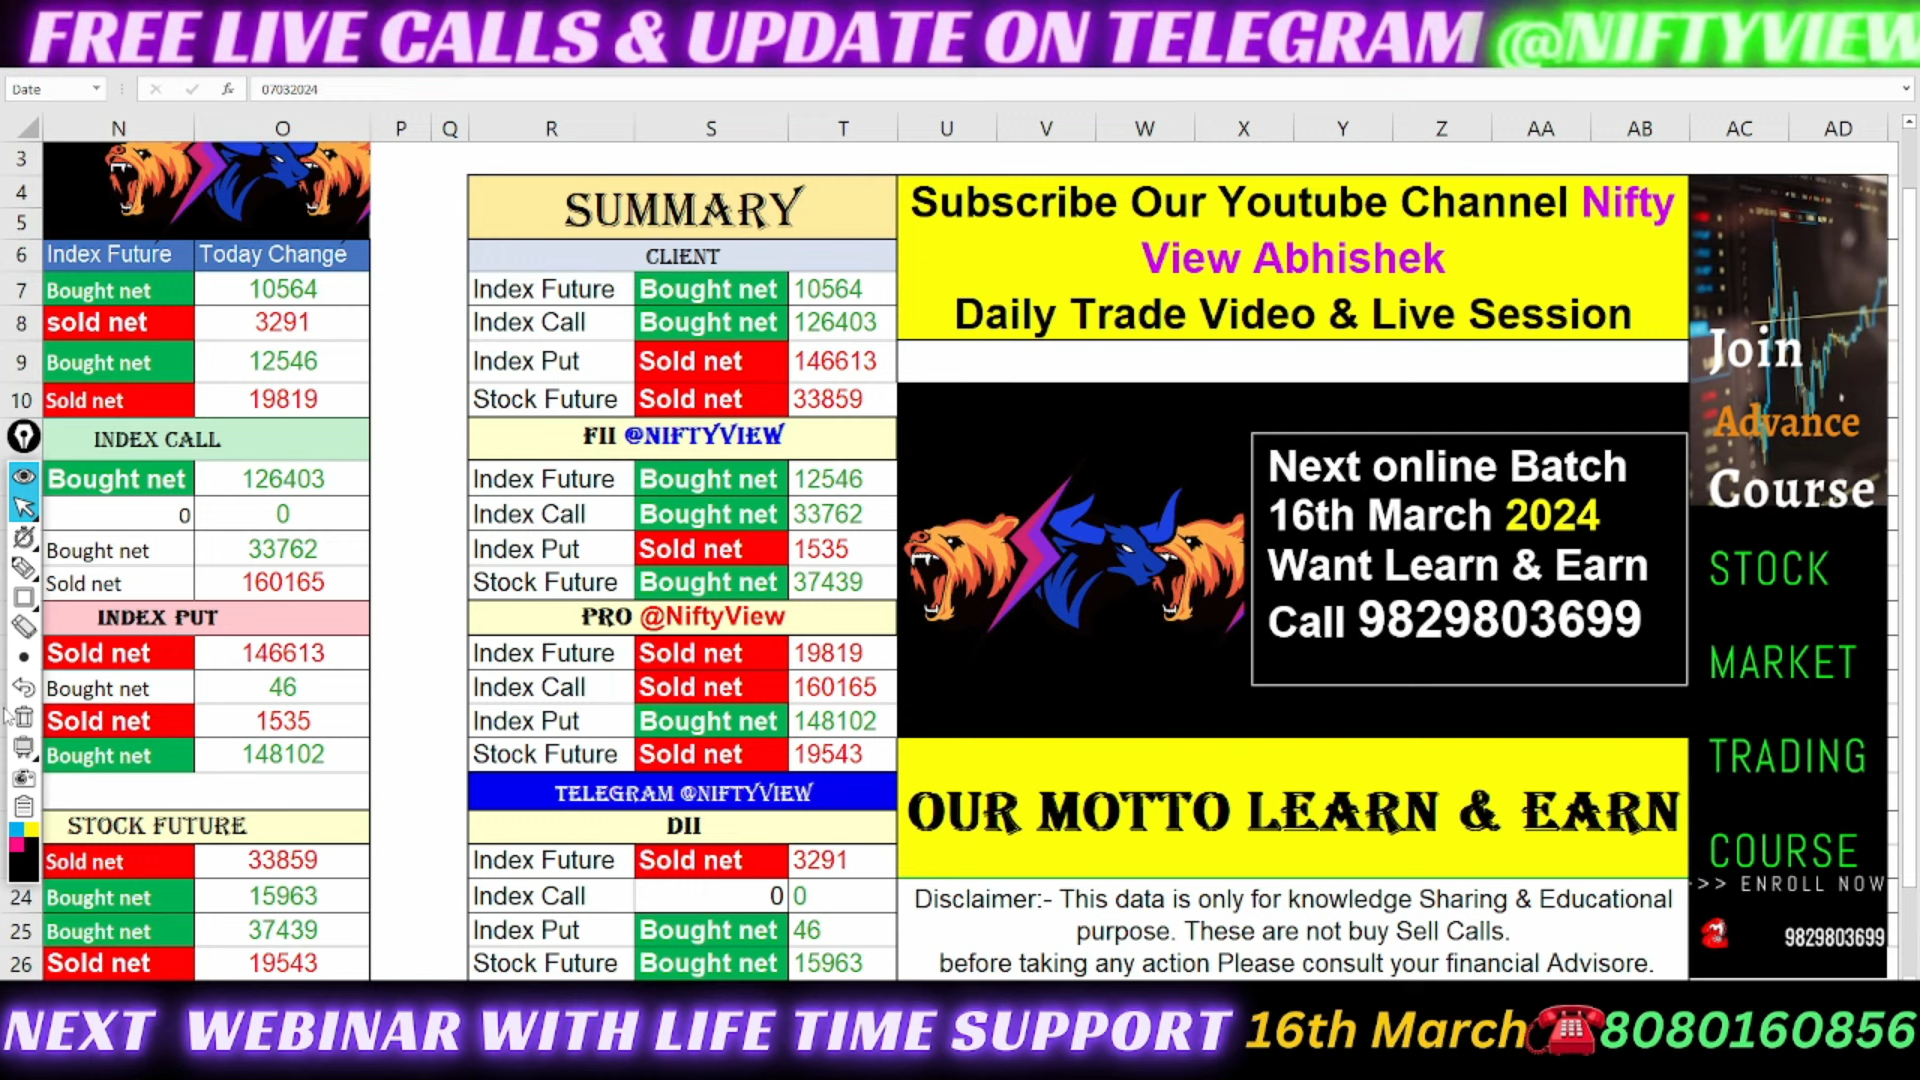 FREE LIVE CALLS & UPDATE ON TELEGRAM @NIFTYVIEW
Date 07032024
N O P Q R S T U V W X Y Z AA AB AC AD
3
4
5
6
7
8
9
10
24
25
26
Index Future Today Change
Bought net 10564
sold net 3291
Bought net 12546
Sold net 19819
INDEX CALL
Bought net 126403
0 0
Bought net 33762
Sold net 160165
INDEX PUT
Sold net 146613
Bought net 46
Sold net 1535
Bought net 148102
STOCK FUTURE
Sold net 33859
Bought net 15963
Bought net 37439
Sold net 19543
SUMMARY
CLIENT
Index Future Bought net 10564
Index Call Bought net 126403
Index Put Sold net 146613
Stock Future Sold net 33859
FII @NIFTYVIEW
Index Future Bought net 12546
Index Call Bought net 33762
Index Put Sold net 1535
Stock Future Bought net 37439
PRO @NiftyView
Index Future Sold net 19819
Index Call Sold net 160165
Index Put Bought net 148102
Stock Future Sold net 19543
TELEGRAM @NIFTYVIEW
DII
Index Future Sold net 3291
Index Call 0 0
Index Put Bought net 46
Stock Future Bought net 15963
Subscribe Our Youtube Channel Nifty
View Abhishek
Daily Trade Video & Live Session
Next online Batch
16th March 2024
Want Learn & Earn
Call 9829803699
OUR MOTTO LEARN & EARN
Disclaimer:- This data is only for knowledge Sharing & Educational
purpose. These are not buy Sell Calls.
before taking any action Please consult your financial Advisore.
Join
Advance
Course
STOCK
MARKET
TRADING
COURSE
>> ENROLL NOW
9829803699
NEXT WEBINAR WITH LIFE TIME SUPPORT 16th March 8080160856